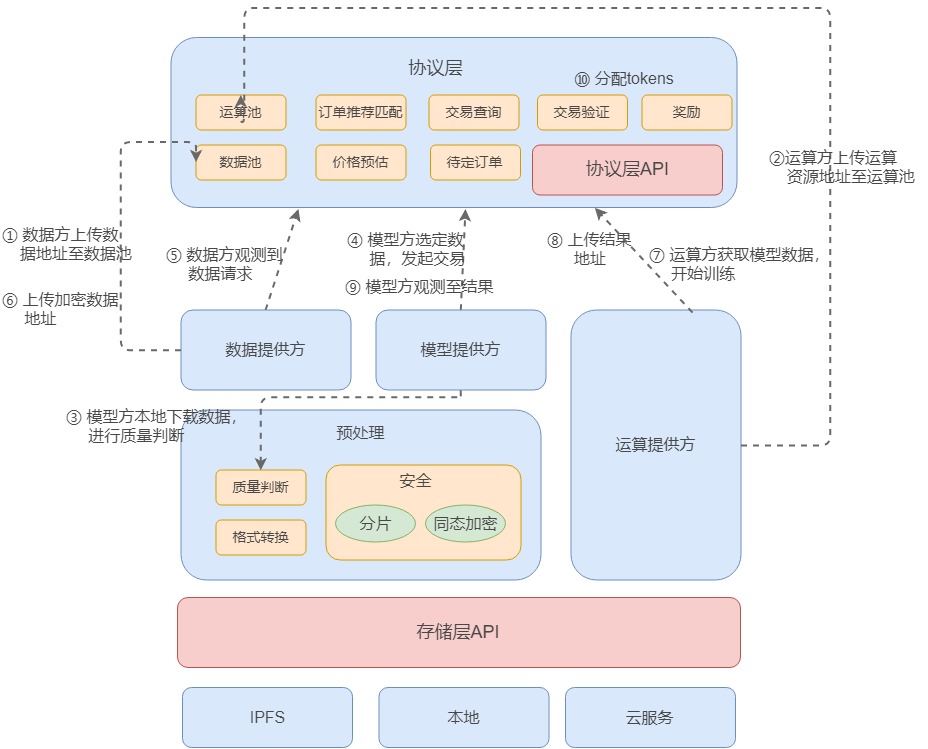 协议层
⑩ 分配tokens
运算池
订单推荐匹配
交易查询
交易验证
奖励
数据池
价格预估
待定订单
协议层API
②运算方上传运算
资源地址至运算池
① 数据方上传数
据地址至数据池
⑤ 数据方观测到
数据请求
④ 模型方选定数
据，发起交易
⑧ 上传结果
地址
⑦ 运算方获取模型数据，
开始训练
⑥ 上传加密数据
地址
⑨ 模型方观测至结果
数据提供方
模型提供方
运算提供方
③ 模型方本地下载数据，
进行质量判断
预处理
质量判断
格式转换
安全
分片
同态加密
存储层API
IPFS
本地
云服务